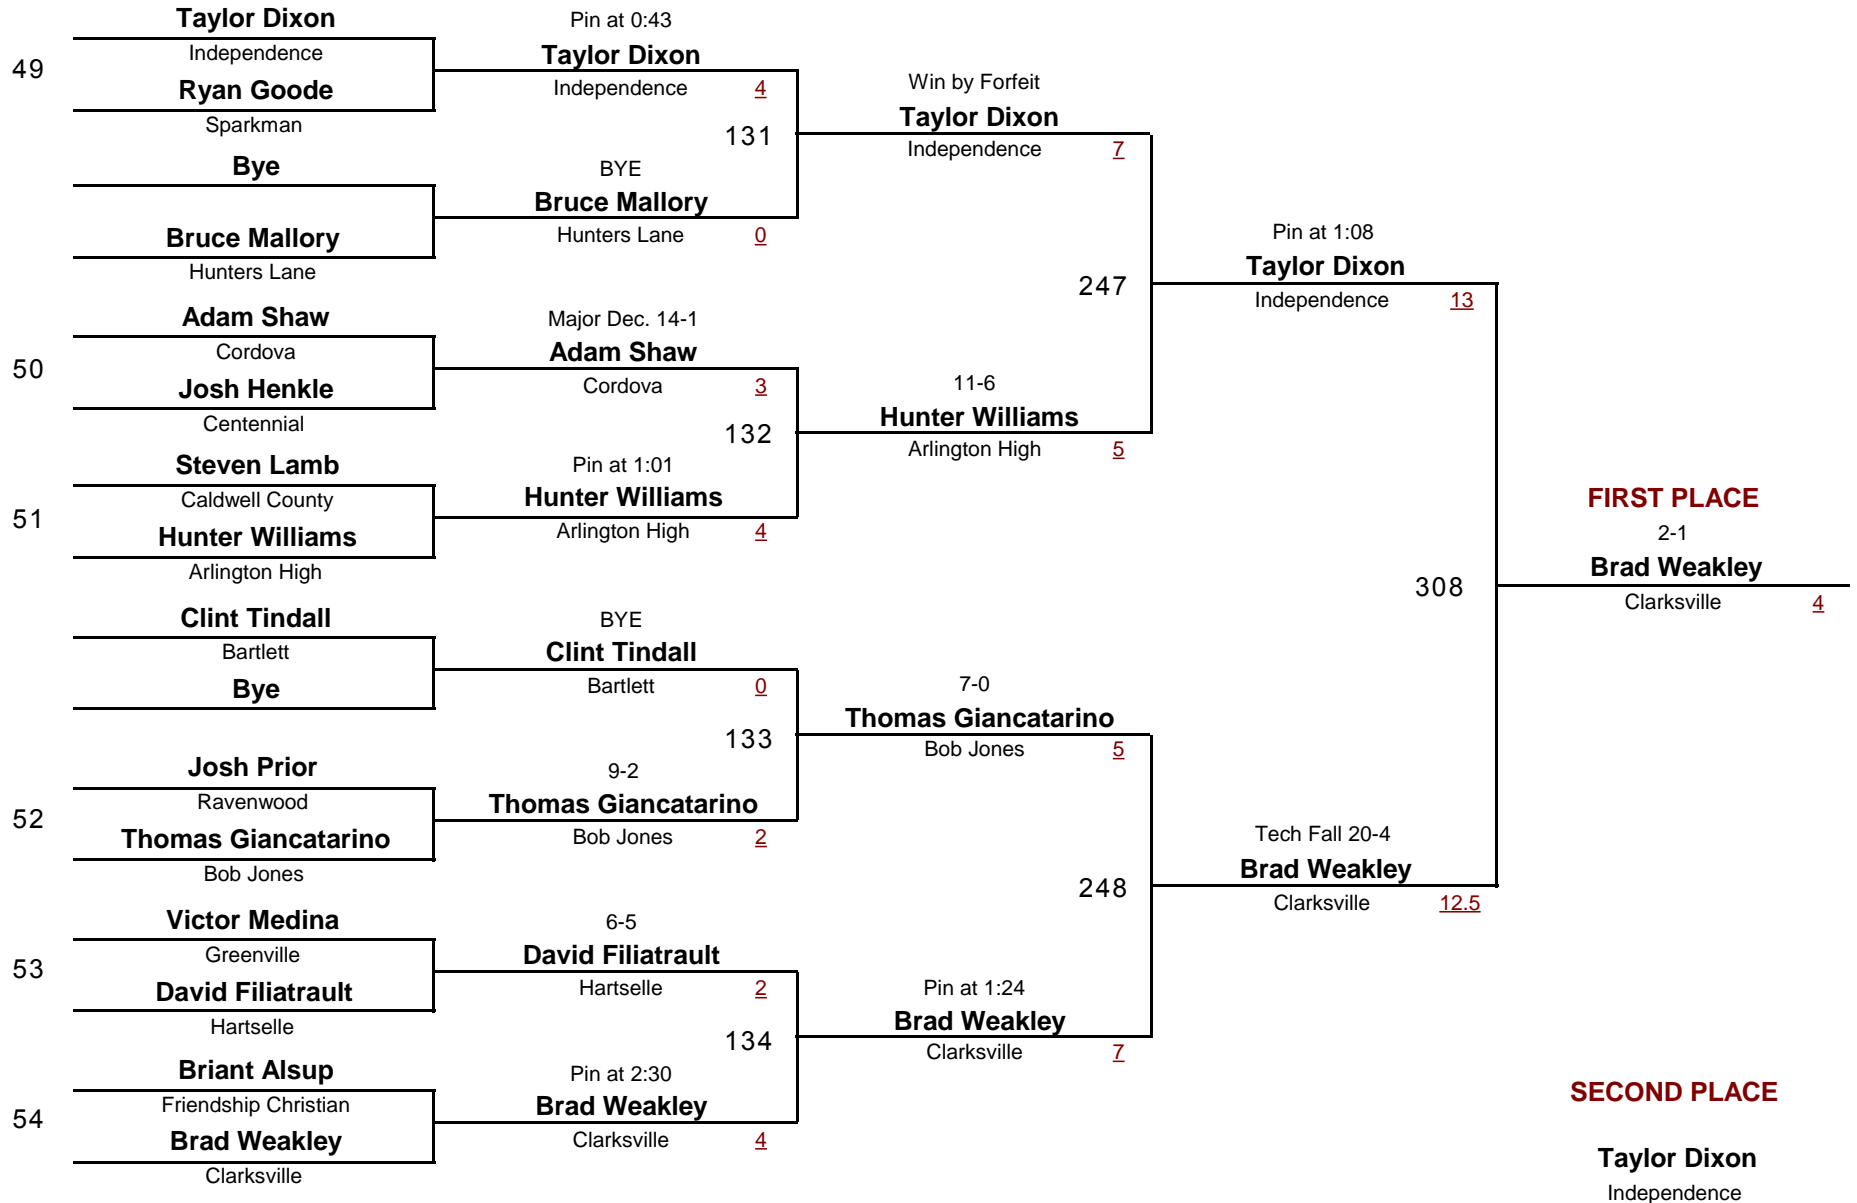 Taylor Dixon
Independence
49
Ryan Goode
Sparkman
Bye
Bruce Mallory
Hunters Lane
Adam Shaw
Cordova
50
Josh Henkle
Centennial
Steven Lamb
Caldwell County
51
Hunter Williams
Arlington High
Clint Tindall
Bartlett
Bye
Josh Prior
Ravenwood
52
Thomas Giancatarino
Bob Jones
Victor Medina
Greenville
53
David Filiatrault
Hartselle
Briant Alsup
Friendship Christian
54
Brad Weakley
Clarksville
Pin at 0:43
Taylor Dixon
Independence 4
131
BYE
Bruce Mallory
Hunters Lane 0
Major Dec. 14-1
Adam Shaw
Cordova 3
132
Pin at 1:01
Hunter Williams
Arlington High 4
BYE
Clint Tindall
Bartlett 0
133
9-2
Thomas Giancatarino
Bob Jones 2
6-5
David Filiatrault
Hartselle 2
134
Pin at 2:30
Brad Weakley
Clarksville 4
Win by Forfeit
Taylor Dixon
Independence 7
247
11-6
Hunter Williams
Arlington High 5
7-0
Thomas Giancatarino
Bob Jones 5
248
Pin at 1:24
Brad Weakley
Clarksville 7
Pin at 1:08
Taylor Dixon
Independence 13
308
Tech Fall 20-4
Brad Weakley
Clarksville 12.5
FIRST PLACE
2-1
Brad Weakley
Clarksville 4
SECOND PLACE
Taylor Dixon
Independence